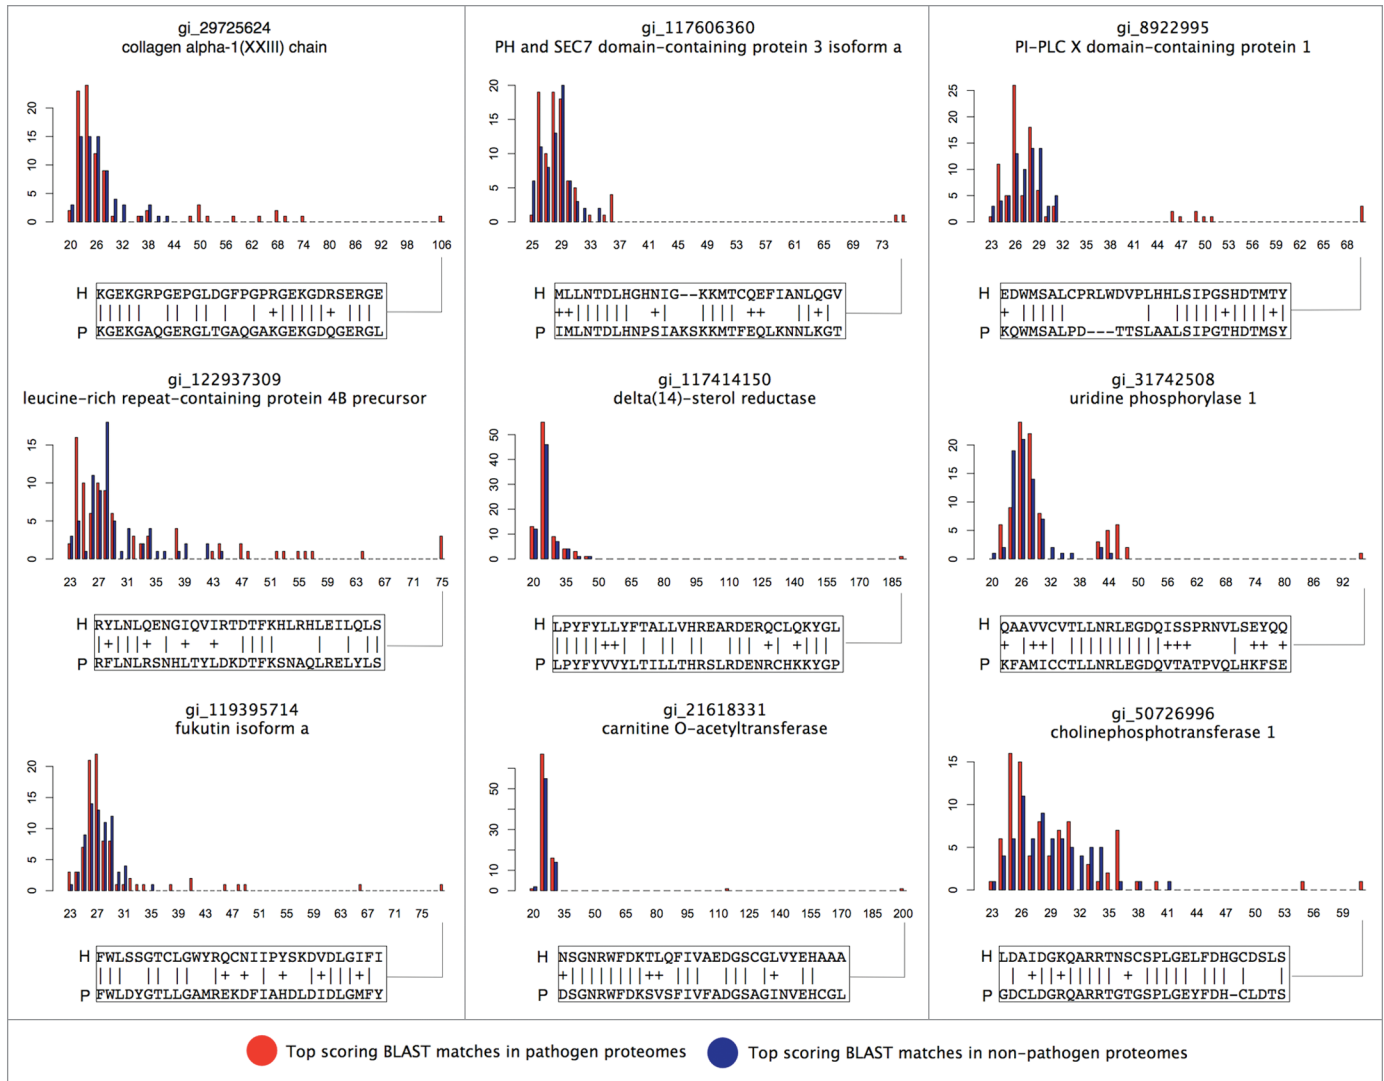 gi_29725624
collagen alpha-1(XXIII) chain
20
15
10
5
0
20 26 32 38 44 50 56 62 68 74 80 86 92 98 106
H KGEKGRPGEPGLDGFPGPRGEKGDRSERGE
P KGEKGAQGERGLTGAQGAKGEKGDQGERGL
gi_117606360
PH and SEC7 domain-containing protein 3 isoform a
20
15
10
5
0
25 29 33 37 41 45 49 53 57 61 65 69 73
H MLLNTDLHGHNIG--KKMTCQEFIANLQGV
P IMLNTDLHNPSIAKSKKMTFEQLKNNLKGT
gi_8922995
PI-PLC X domain-containing protein 1
25
20
15
10
5
0
23 26 29 32 35 38 41 44 47 50 53 56 59 62 65 68
H EDWMSALCPRLWDVPLHHLSIPGSHDTMTY
P KQWMSALPD---TTSLAALSIPGTHDTMSY
gi_122937309
leucine-rich repeat-containing protein 4B precursor
15
10
5
0
23 27 31 35 39 43 47 51 55 59 63 67 71 75
H RYLNLQENGIQVIRTDTFKHLRHLEILQLS
P RFLNLRSNHLTYLDKDTFKSNAQLRELYLS
gi_117414150
delta(14)-sterol reductase
50
40
30
20
10
0
20 35 50 65 80 95 110 125 140 155 170 185
H LPYFYLLYFTALLVHREARDERQCLQKYGL
P LPYFYVVYLTILLTHRSLRDENRCHKKYGP
gi_31742508
uridine phosphorylase 1
20
15
10
5
0
20 26 32 38 44 50 56 62 68 74 80 86 92
H QAAVVCVTLLNRLEGDQISSPRNVLSEYQQ
P KFAMICCTLLNRLEGDQVTATPVQLHKFSE
gi_119395714
fukutin isoform a
20
15
10
5
0
23 27 31 35 39 43 47 51 55 59 63 67 71 75
H FWLSSGTCLGWYRQCNIIPYSKDVDLGIFI
P FWLDYGTLLGAMREKDFIAHDLDIDLGMFY
gi_21618331
carnitine O-acetyltransferase
50
30
10
0
20 35 50 65 80 95 110 125 140 155 170 185 200
H NSGNRWFDKTLQFIVAEDGSCGLVYEHAAA
P DSGNRWFDKSVSFIVFADGSAGINVEHCGL
gi_50726996
cholinephosphotransferase 1
15
10
5
0
23 26 29 32 35 38 41 44 47 50 53 56 59
H LDAIDGKQARRTNSCSPLGELFDHGCDSLS
P GDCLDGRQARRTGTGSPLGEYFDH-CLDTS
Top scoring BLAST matches in pathogen proteomes
Top scoring BLAST matches in non-pathogen proteomes